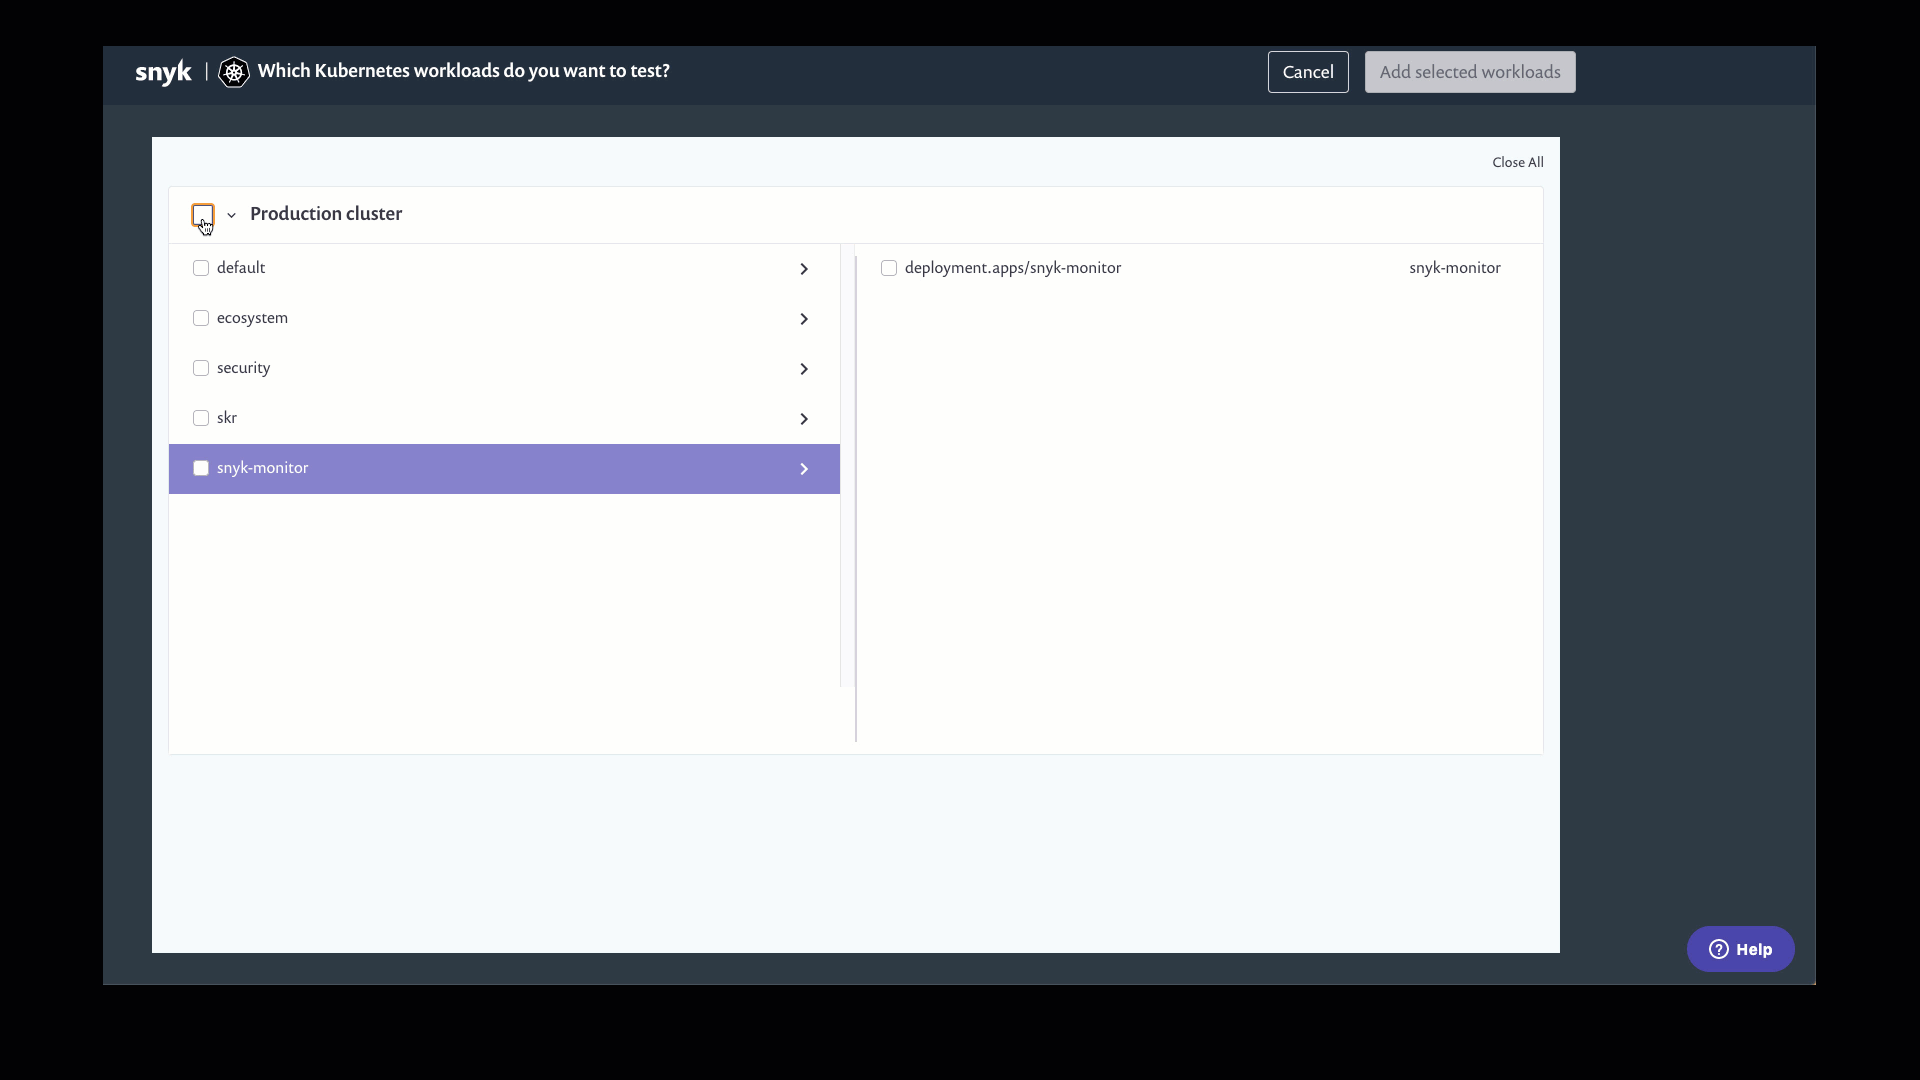 snyk | Which Kubernetes workloads do you want to test?
Cancel
Add selected workloads
Close All
Production cluster
default
deployment.apps/snyk-monitor
snyk-monitor
ecosystem
security
skr
snyk-monitor
Help